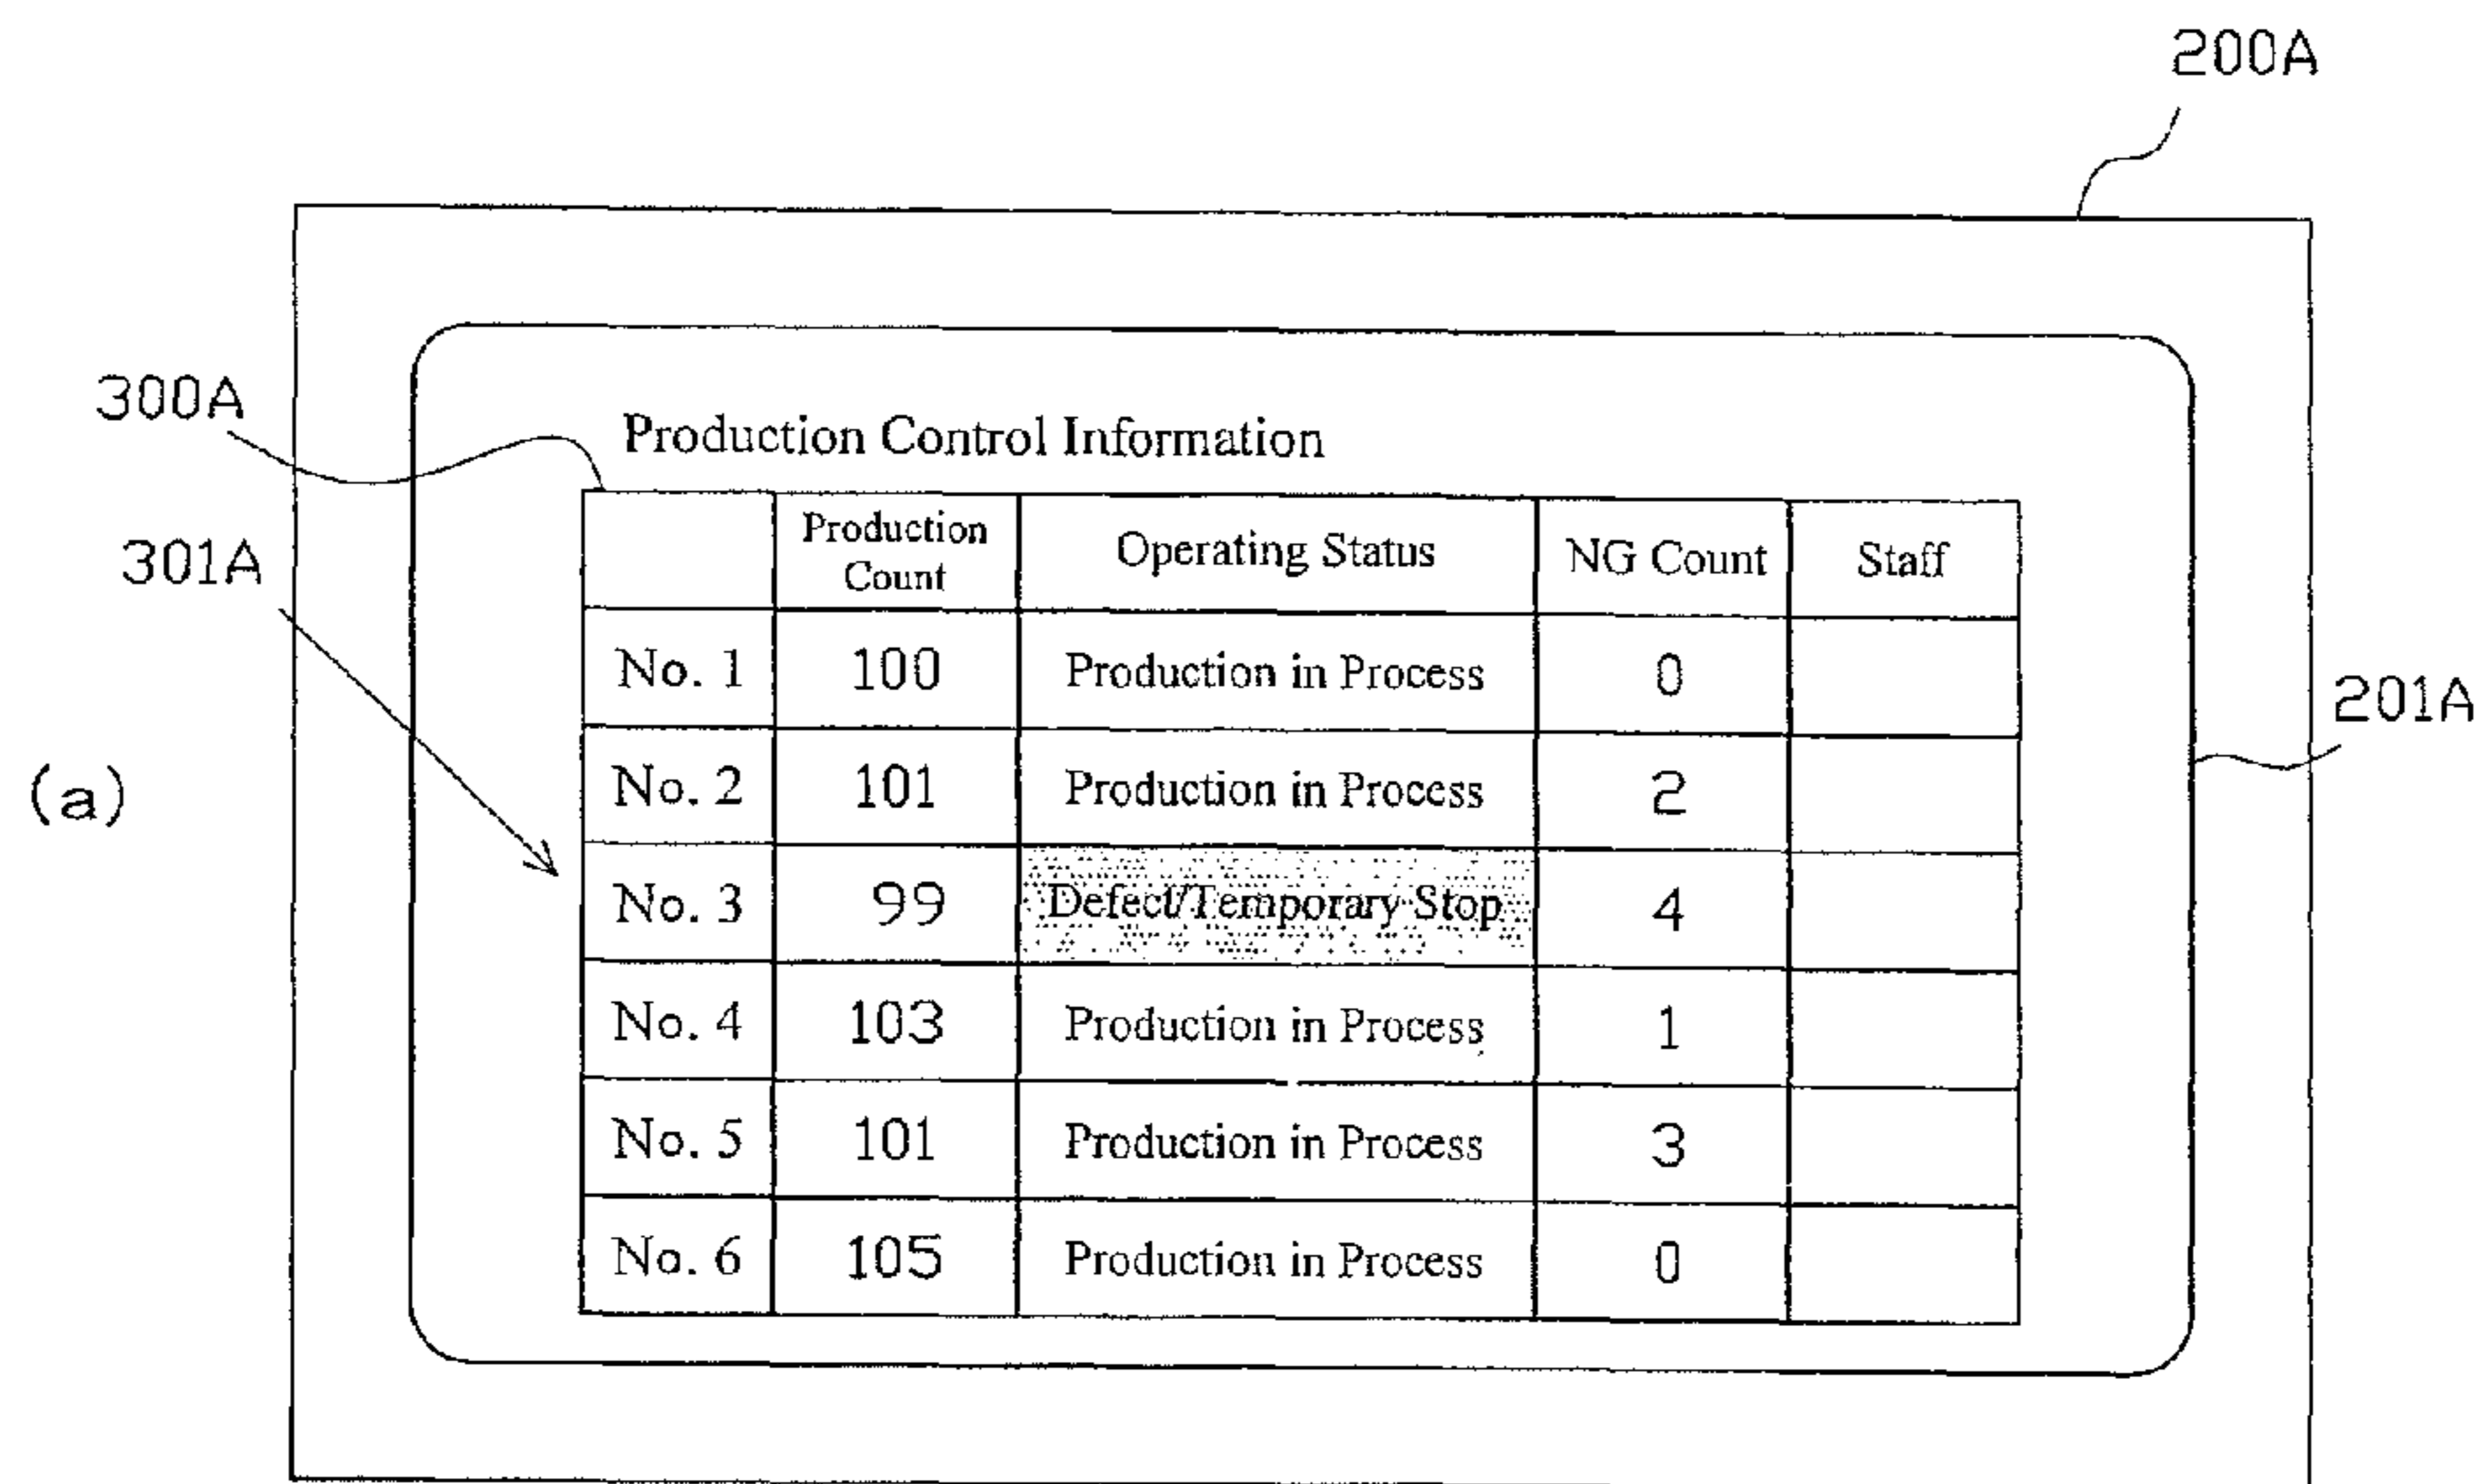 200A
300A
Production Control Information
301A
Production Count
Operating Status
NG Count
Staff
No. 1 100 Production in Process 0
201A
(a)
No. 2 101 Production in Process 2
No. 3 99 Defect/Temporary Stop 4
No. 4 103 Production in Process 1
No. 5 101 Production in Process 3
No. 6 105 Production in Process 0